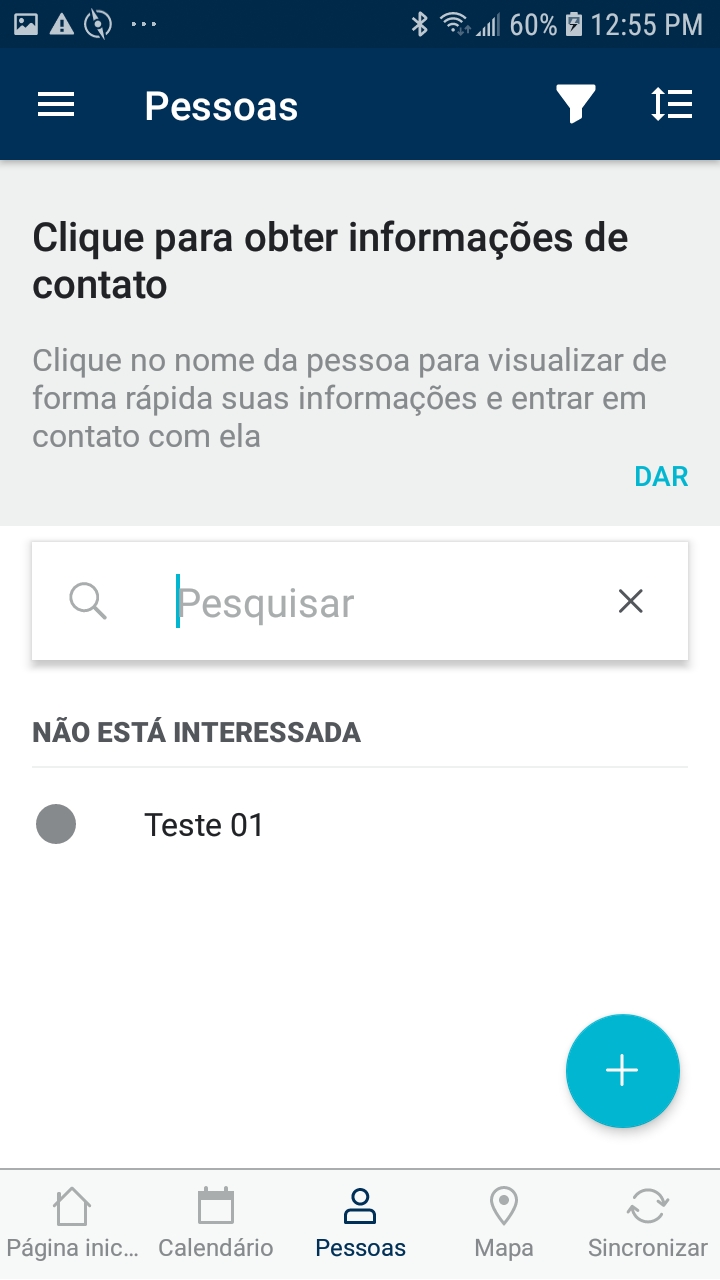 60% 12:55 PM
Pessoas
Clique para obter informações de
contato
Clique no nome da pessoa para visualizar de
forma rápida suas informações e entrar em
contato com ela
DAR
Pesquisar
NÃO ESTÁ INTERESSADA
Teste 01
Página inic... Calendário Pessoas Mapa Sincronizar